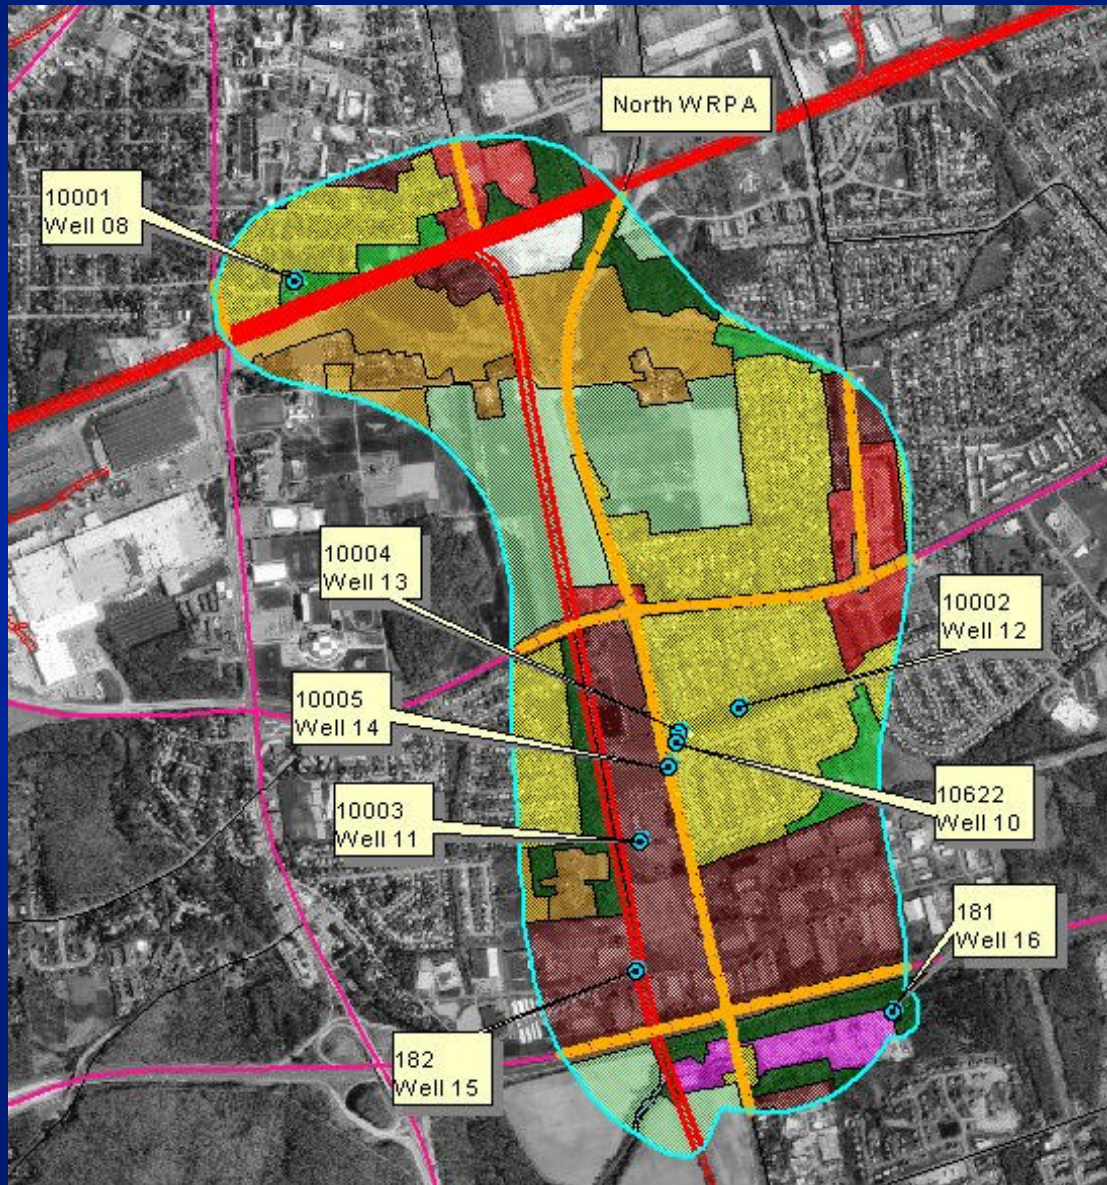 North WRPA
10001
Well 08
10004
Well 13
10002
Well 12
10005
Well 14
10003
Well 11
10622
Well 10
181
Well 16
182
Well 15